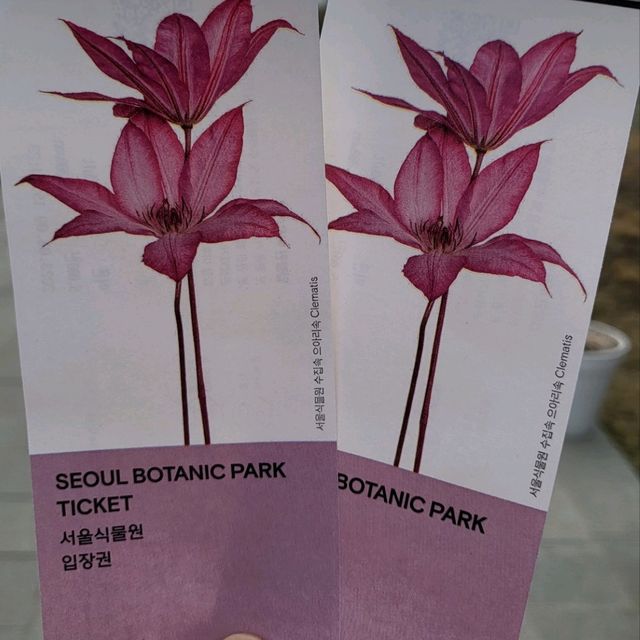 서울식물원 수집속 으아리속 Clematis
SEOUL BOTANIC PARK
TICKET
서울식물원
입장권
서울식물원 수집속 으아리속 Clematis
BOTANIC PARK